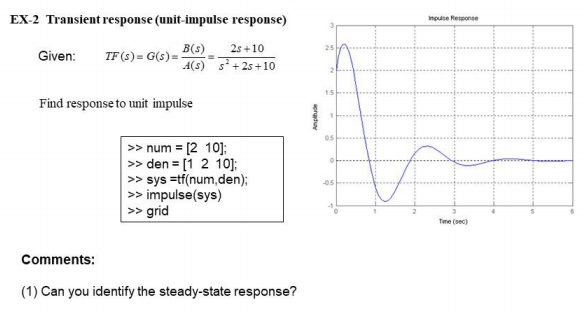 EX-2 Transient response (unit-impulse response)
Given: TF(s)= G(s)= B(s)/A(s) = 2s+10/s²+2s+10
Find response to unit impulse
>> num = [2 10];
>> den = [1 2 10];
>> sys =tf(num,den);
>> impulse(sys)
>> grid
Impulse Response
Amplitude
3
2.5
2
1.5
1
0.5
0
-0.5
-1
0 1 2 3 4 5 6
Time (sec)
Comments:
(1) Can you identify the steady-state response?